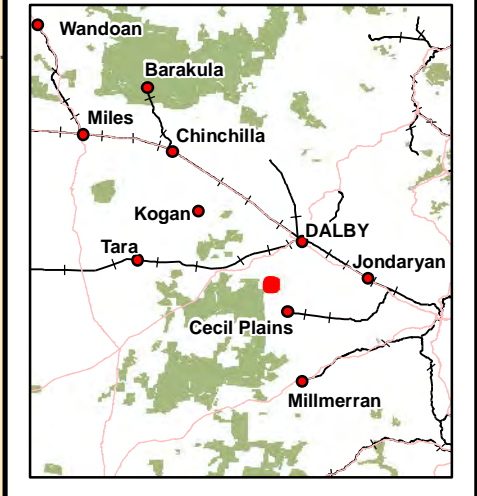 Wandoan
Barakula
Miles
Chinchilla
Kogan
DALBY
Tara
Jondaryan
Cecil Plains
Millmerran